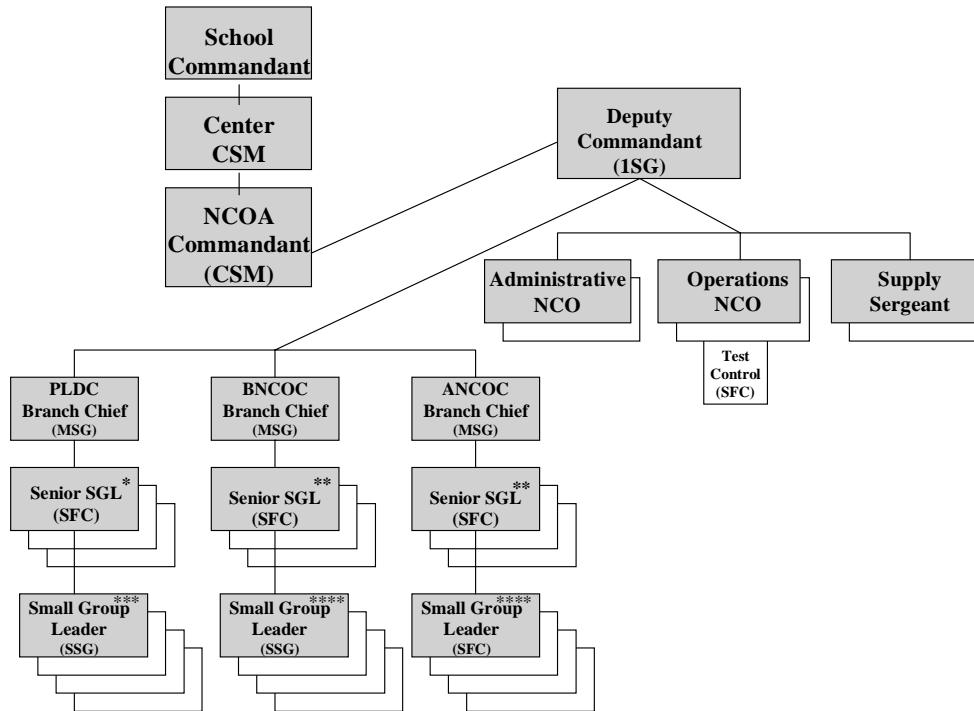 School
Commandant
Center
CSM
NCOA
Commandant
(CSM)
Deputy
Commandant
(1SG)
Administrative
NCO
Operations
NCO
Supply
Sergeant
Test
Control
(SFC)
PLDC
Branch Chief
(MSG)
BNCOC
Branch Chief
(MSG)
ANCOC
Branch Chief
(MSG)
Senior SGL*
(SFC)
Senior SGL**
(SFC)
Senior SGL**
(SFC)
Small Group***
Leader
(SSG)
Small Group****
Leader
(SSG)
Small Group****
Leader
(SFC)